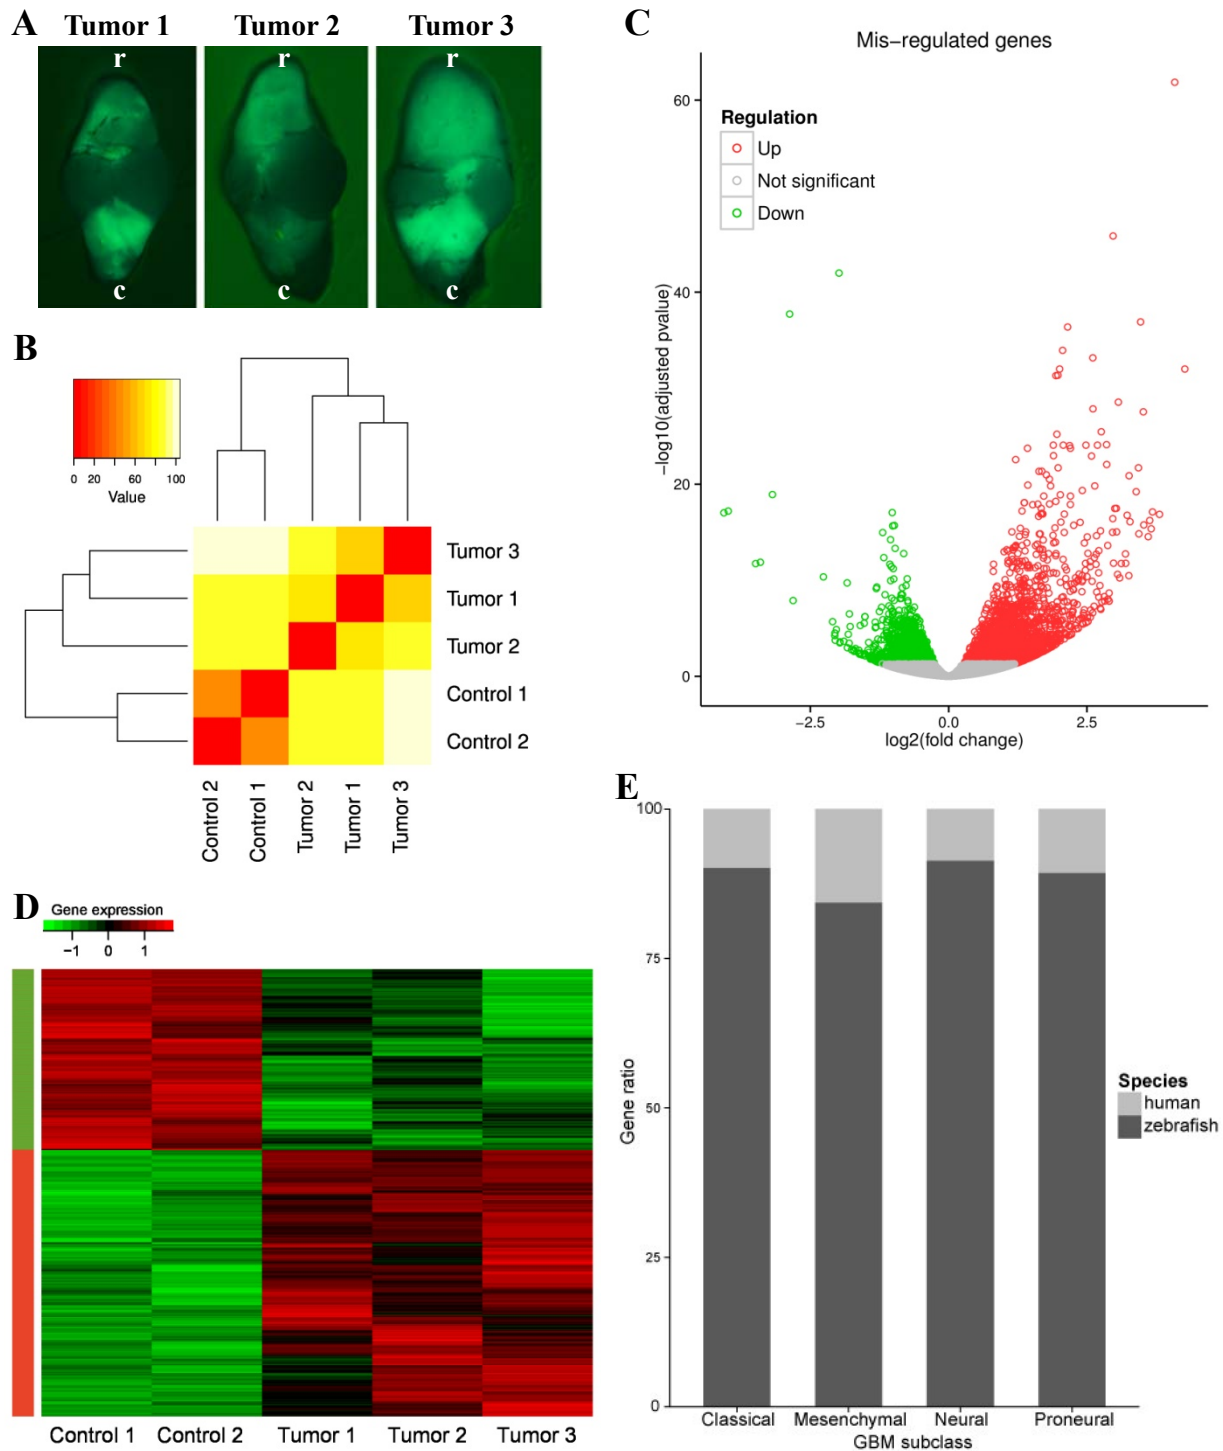 A
Tumor 1
Tumor 2
Tumor 3
r
r
r
c
c
c
B
0 20 60 100
Value
Tumor 3
Tumor 1
Tumor 2
Control 1
Control 2
Control 2
Control 1
Tumor 2
Tumor 1
Tumor 3
C
Mis−regulated genes
Regulation
Up
Not significant
Down
−log10(adjusted pvalue)
60
40
20
0
−2.5 0.0 2.5
log2(fold change)
D
Gene expression
−1 0 1
Control 1 Control 2 Tumor 1 Tumor 2 Tumor 3
E
Gene ratio
100
75
50
25
0
Species
human
zebrafish
Classical Mesenchymal Neural Proneural
GBM subclass